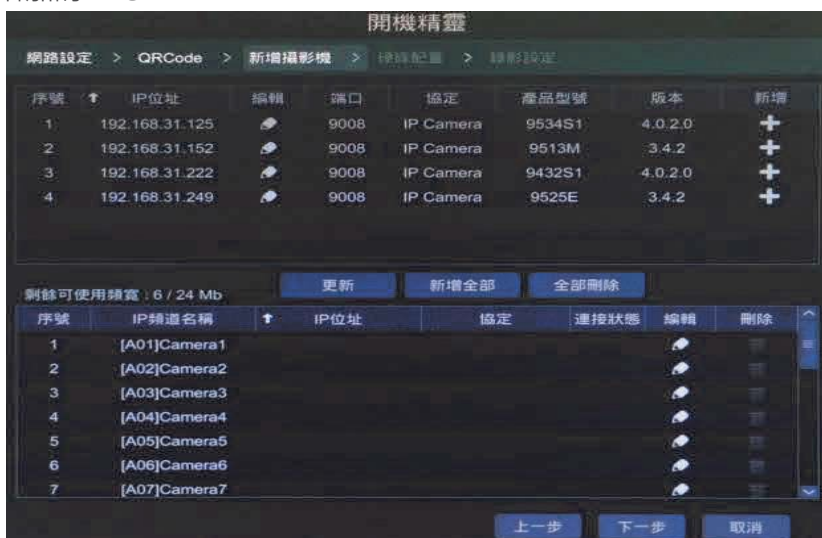 開機精靈
網路設定 > QRCode > 新增攝影機 > 硬碟配置 > 錄影設定
序號 ↑ IP位址 編輯 端口 協定 產品型號 版本 新增
1 192.168.31.125 9008 IP Camera 9534S1 4.0.2.0
2 192.168.31.152 9008 IP Camera 9513M 3.4.2
3 192.168.31.222 9008 IP Camera 9432S1 4.0.2.0
4 192.168.31.249 9008 IP Camera 9525E 3.4.2
更新 新增全部 全部刪除
剩餘可使用頻寬 : 6 / 24 Mb
序號 IP頻道名稱 ↑ IP位址 協定 連接狀態 編輯 刪除
1 [A01]Camera1
2 [A02]Camera2
3 [A03]Camera3
4 [A04]Camera4
5 [A05]Camera5
6 [A06]Camera6
7 [A07]Camera7
上一步 下一步 取消